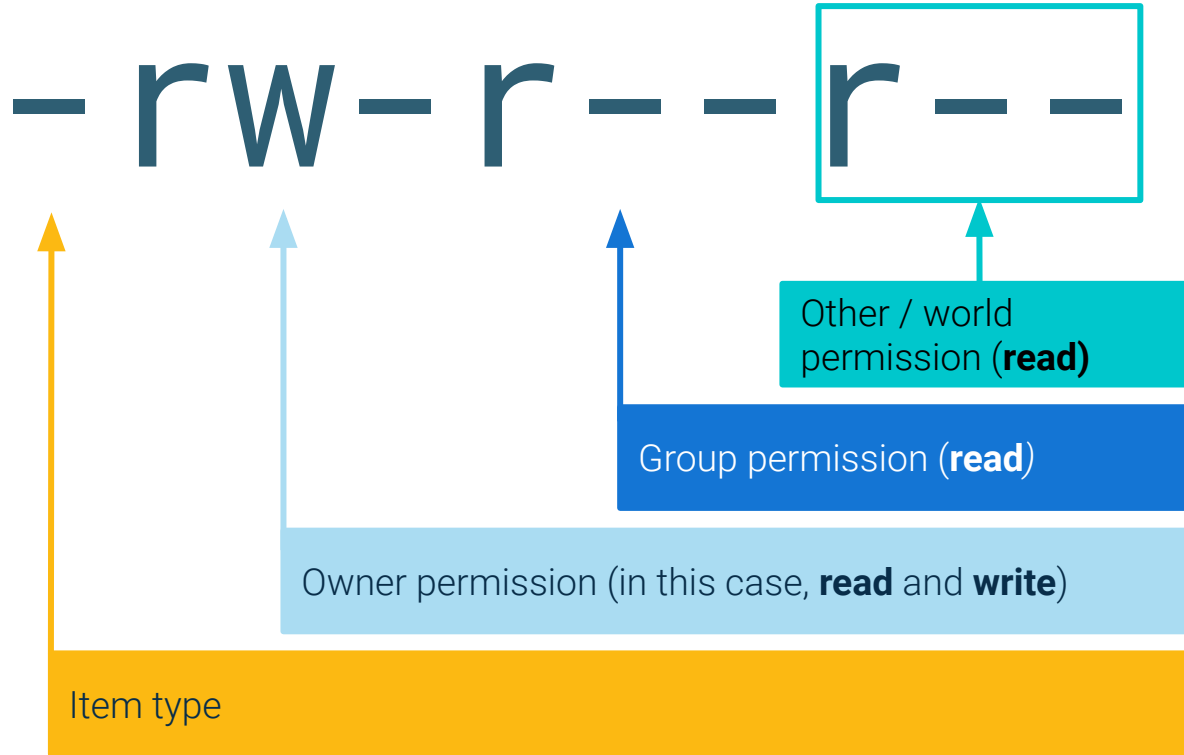 -rw-r--r--
Other / world
permission (read)
Group permission (read)
Owner permission (in this case, read and write)
Item type